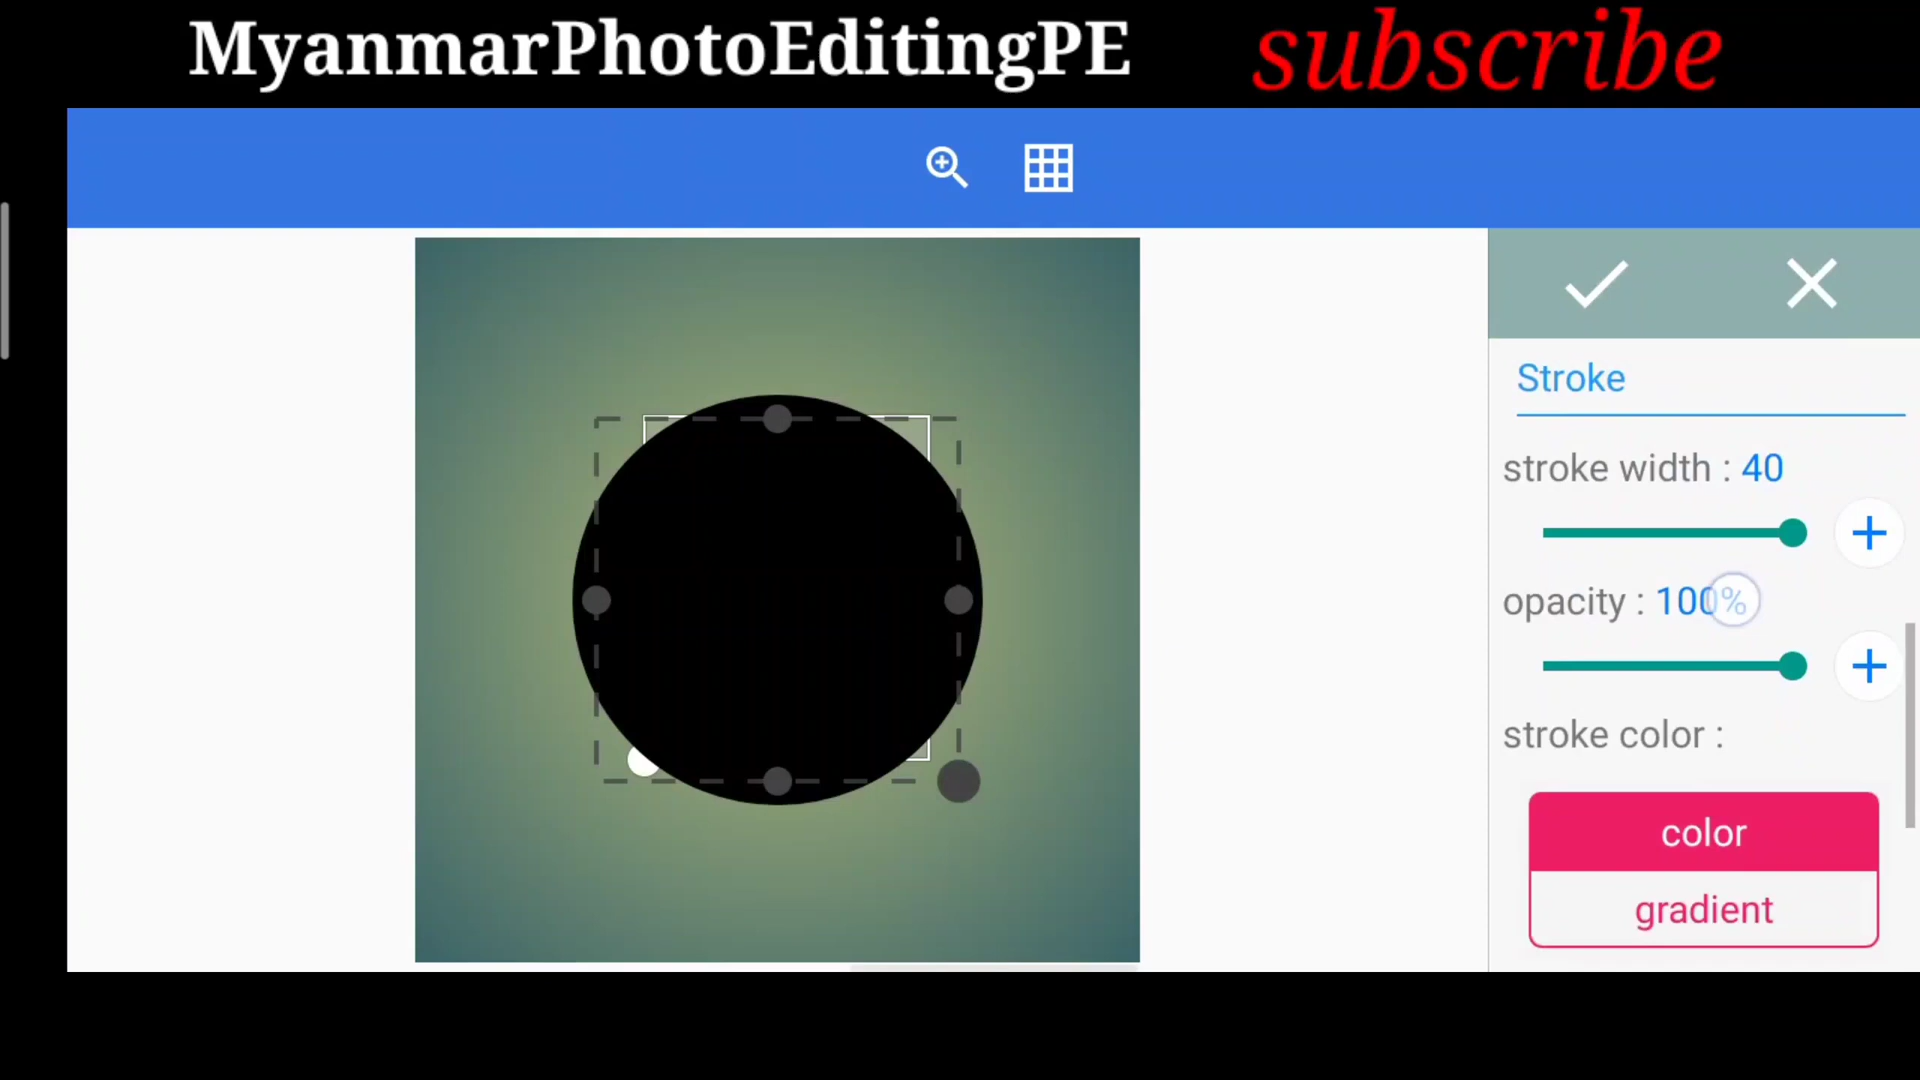 MyanmarPhotoEditingPE subscribe
Stroke
stroke width : 40
opacity : 100%
stroke color :
color
gradient